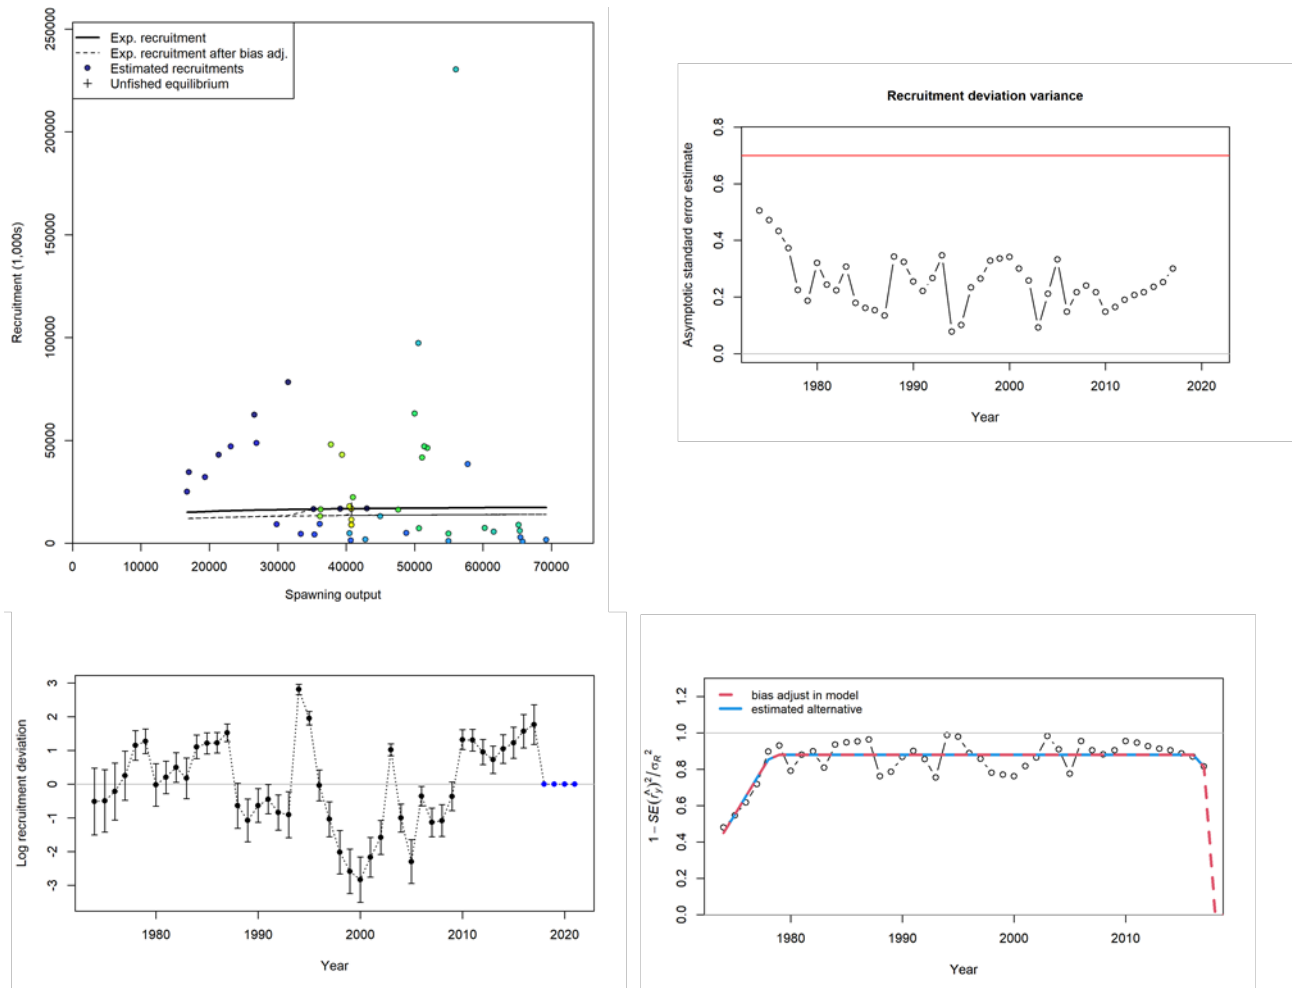 Exp. recruitment
Exp. recruitment after bias adj.
Estimated recruitments
Unfished equilibrium
Recruitment (1,000s)
250000
200000
150000
100000
50000
0
0 10000 20000 30000 40000 50000 60000 70000
Spawning output
Recruitment deviation variance
Asymptotic standard error estimate
0.8
0.6
0.4
0.2
0.0
1980 1990 2000 2010 2020
Year
Log recruitment deviation
3
2
1
0
-1
-2
-3
1980 1990 2000 2010 2020
Year
bias adjust in model
estimated alternative
1 − SE(r̂y)²/σR²
1.2
1.0
0.8
0.6
0.4
0.2
0.0
1980 1990 2000 2010
Year